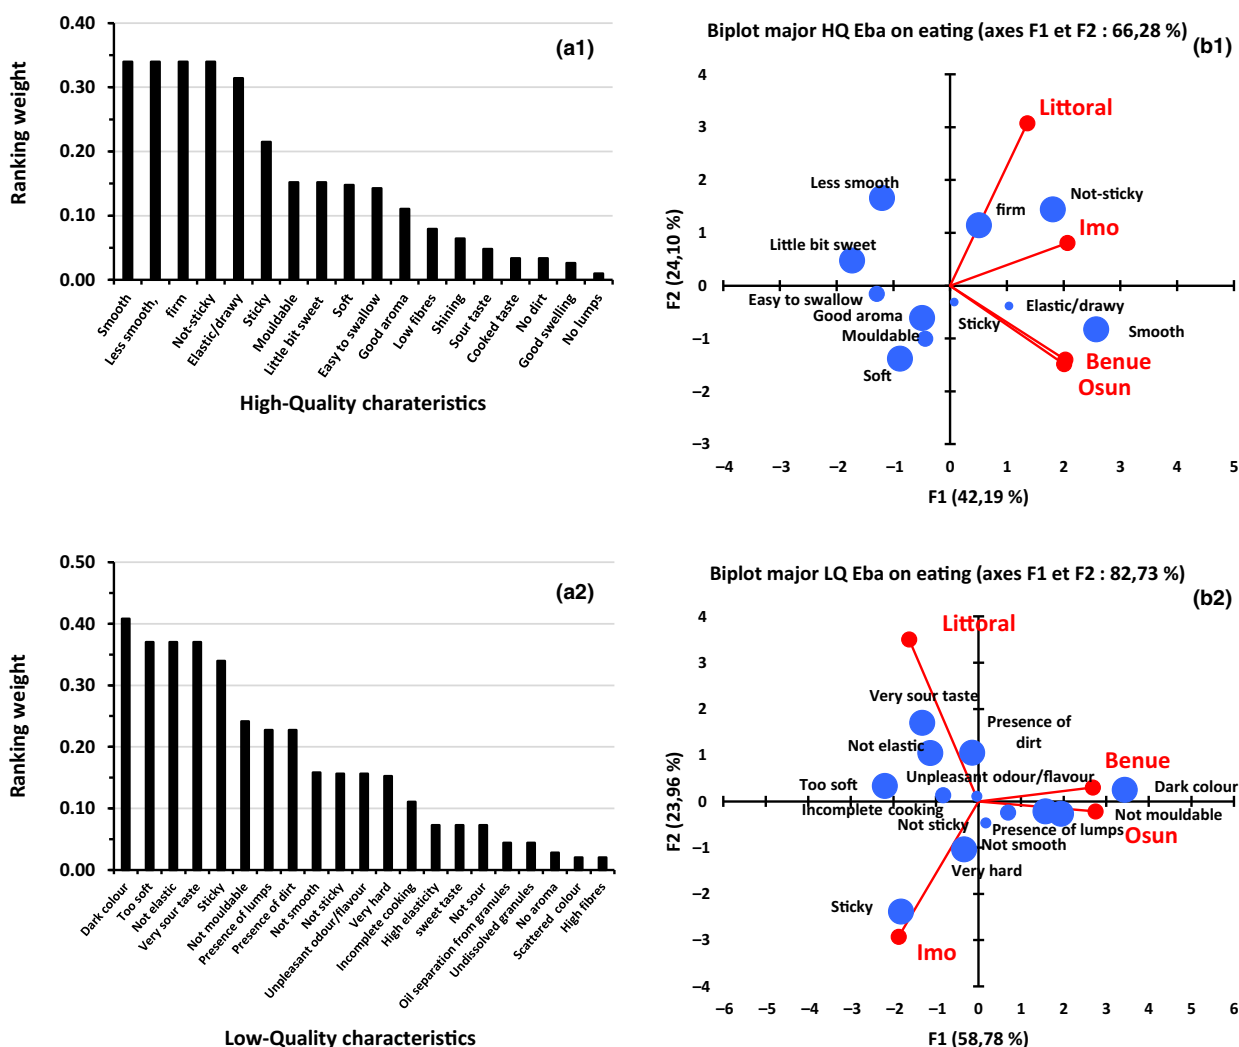 (a1)
Ranking weight
0.40
0.30
0.20
0.10
0.00
Smooth
Less smooth,
firm
Not-sticky
Elastic/drawy
Sticky
Mouldable
Little bit sweet
Soft
Easy to swallow
Good aroma
Low fibres
Shining
Sour taste
Cooked taste
No dirt
Good swelling
No lumps
High-Quality charateristics
Biplot major HQ Eba on eating (axes F1 et F2 : 66,28 %)
(b1)
F2 (24,10 %)
4
3
2
1
0
–1
–2
–3
Littoral
Less smooth
Not-sticky
firm
Imo
Little bit sweet
Easy to swallow
Elastic/drawy
Good aroma
Sticky
Smooth
Mouldable
Benue
Soft
Osun
–4
–3
–2
–1
0
1
2
3
4
5
F1 (42,19 %)
(a2)
Ranking weight
0.50
0.40
0.30
0.20
0.10
0.00
Dark colour
Too soft
Not elastic
Very sour taste
Sticky
Not mouldable
Presence of lumps
Presence of dirt
Not smooth
Not sticky
Unpleasant odour/flavour
Very hard
Incomplete cooking
High elasticity
sweet taste
Not sour
Oil separation from granules
Undissolved granules
No aroma
Scattered colour
High fibres
Low-Quality characteristics
Biplot major LQ Eba on eating (axes F1 et F2 : 82,73 %)
(b2)
F2 (23,96 %)
4
3
2
1
0
–1
–2
–3
–4
Littoral
Very sour taste
Presence of
dirt
Not elastic
Benue
Unpleasant odour/flavour
Too soft
Dark colour
Incomplete cooking
Not mouldable
Not sticky
Presence of lumps
Osun
Not smooth
Very hard
Sticky
Imo
–6
–5
–4
–3
–2
–1
0
1
2
3
4
5
6
F1 (58,78 %)